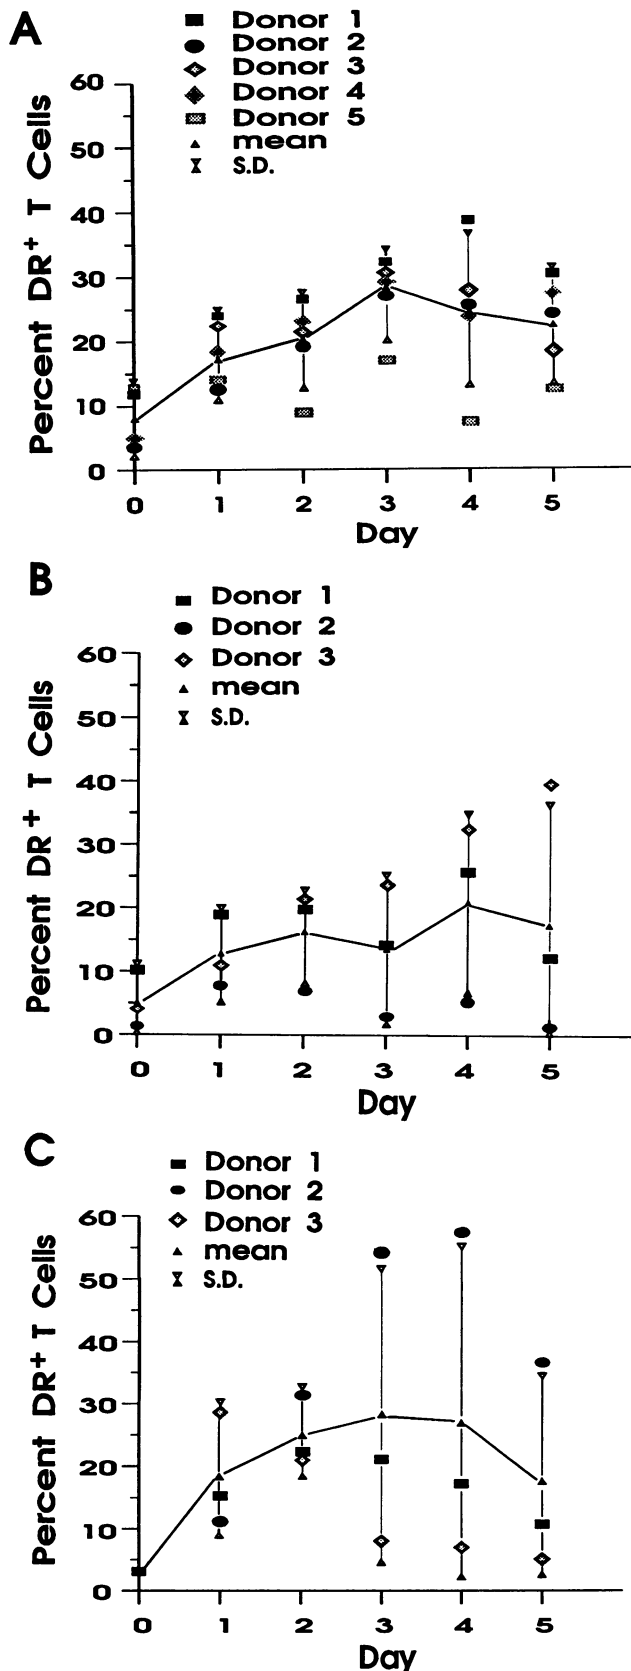 A
Donor 1
Donor 2
Donor 3
Donor 4
Donor 5
mean
S.D.
Percent DR+ T Cells
60
50
40
30
20
10
0
0 1 2 3 4 5
Day
B
Donor 1
Donor 2
Donor 3
mean
S.D.
Percent DR+ T Cells
60
50
40
30
20
10
0
0 1 2 3 4 5
Day
C
Donor 1
Donor 2
Donor 3
mean
S.D.
Percent DR+ T Cells
60
50
40
30
20
10
0
0 1 2 3 4 5
Day